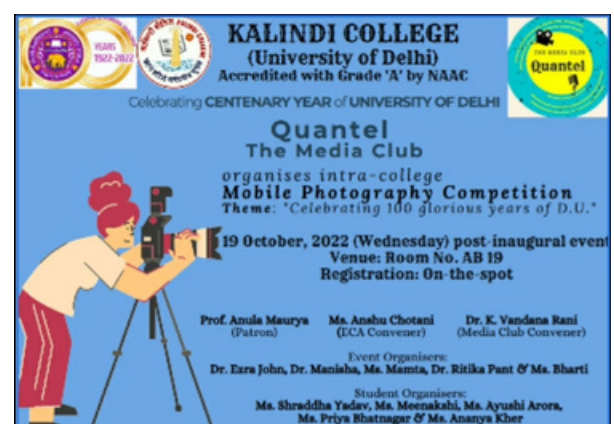 YEARS
1922-2022
KALINDI COLLEGE
(University of Delhi)
Accredited with Grade 'A' by NAAC
THE MEDIA CLUB
Quantel
Celebrating CENTENARY YEAR of UNIVERSITY OF DELHI
Quantel
The Media Club
organises intra-college
Mobile Photography Competition
Theme: "Celebrating 100 glorious years of D.U."
19 October, 2022 (Wednesday) post-inaugural event
Venue: Room No. AB 19
Registration: On-the-spot
Prof. Anula Maurya Ms. Anshu Chotani Dr. K. Vandana Rani
(Patron) (ECA Convener) (Media Club Convener)
Event Organisers:
Dr. Ezra John, Dr. Manisha, Ms. Mamta, Dr. Ritika Pant & Ms. Bharti
Student Organisers:
Ms. Shraddha Yadav, Ms. Meenakshi, Ms. Ayushi Arora,
Ms. Priya Bhatnagar & Ms. Ananya Kher